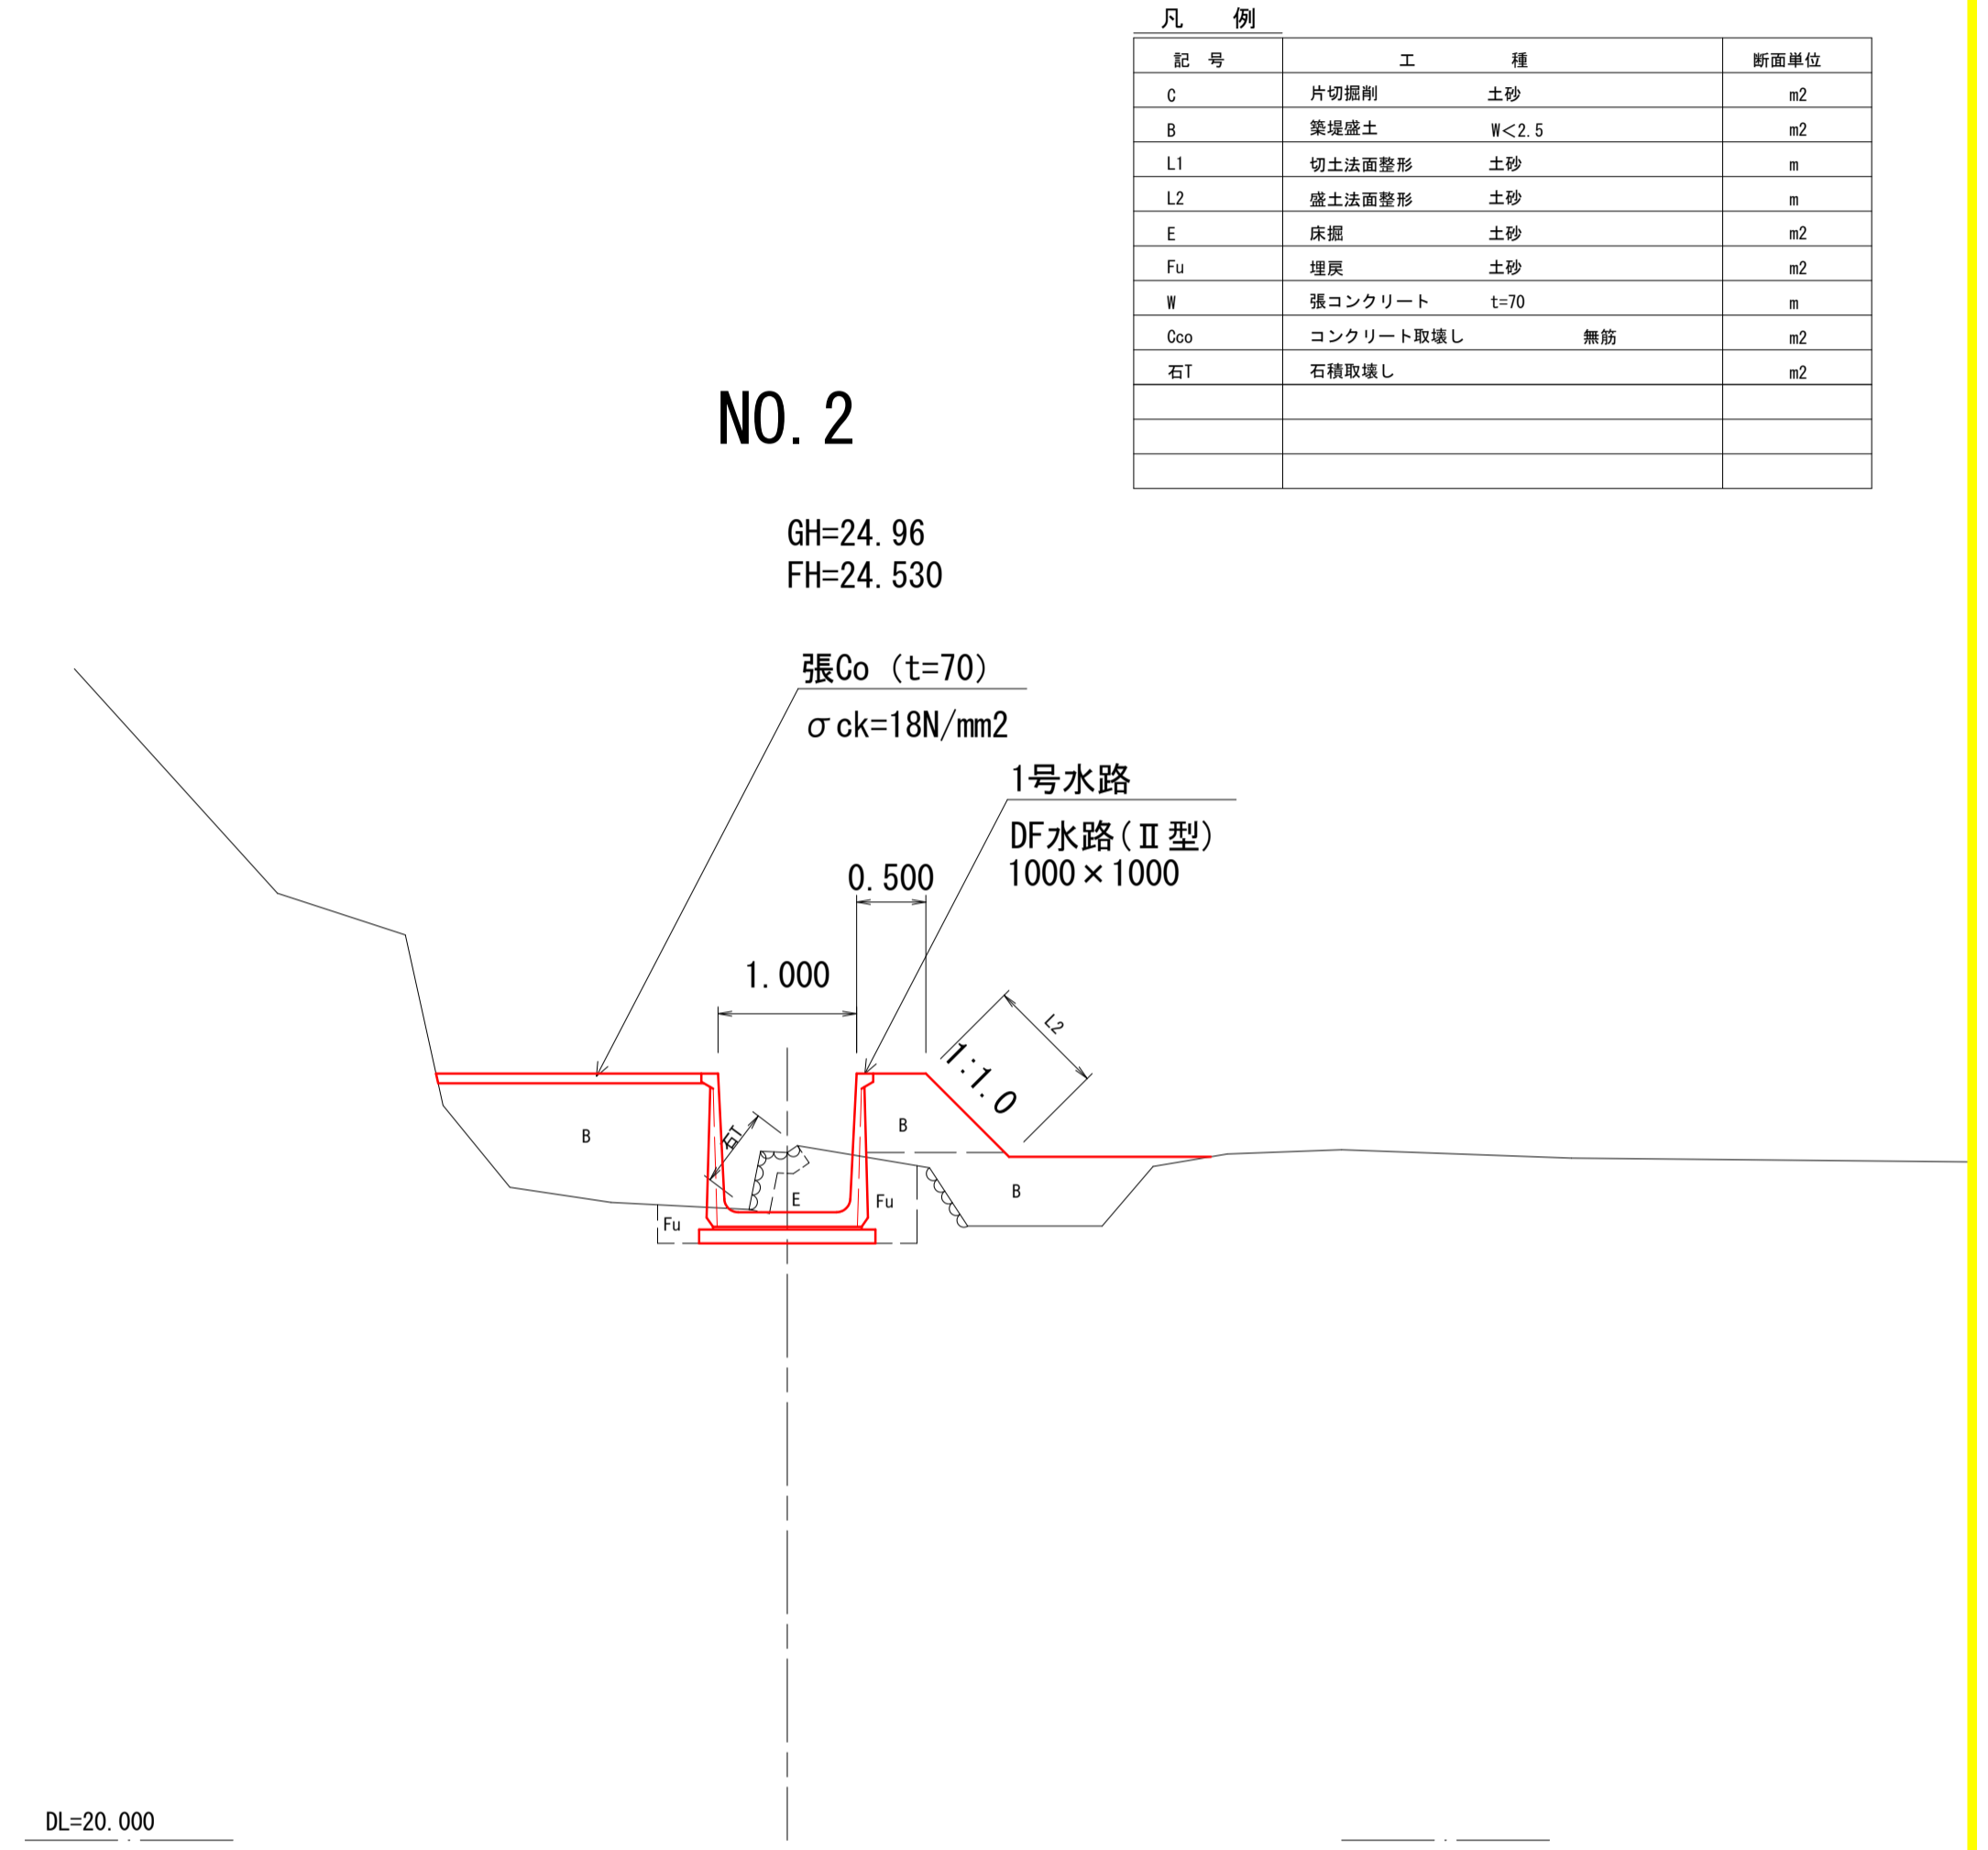 凡 例
記 号 工 種 断面単位
C 片切掘削 土砂 m2
B 築堤盛土 W＜2.5 m2
L1 切土法面整形 土砂 m
L2 盛土法面整形 土砂 m
E 床掘 土砂 m2
Fu 埋戻 土砂 m2
W 張コンクリート t=70 m
Cco コンクリート取壊し 無筋 m2
石T 石積取壊し m2
NO.2
GH=24.96
FH=24.530
張Co (t=70)
σck=18N/mm2
1号水路
DF水路(Ⅱ型)
1000×1000
0.500
1.000
L2
1:1.0
B
B
石T
B
E
Fu
Fu
DL=20.000